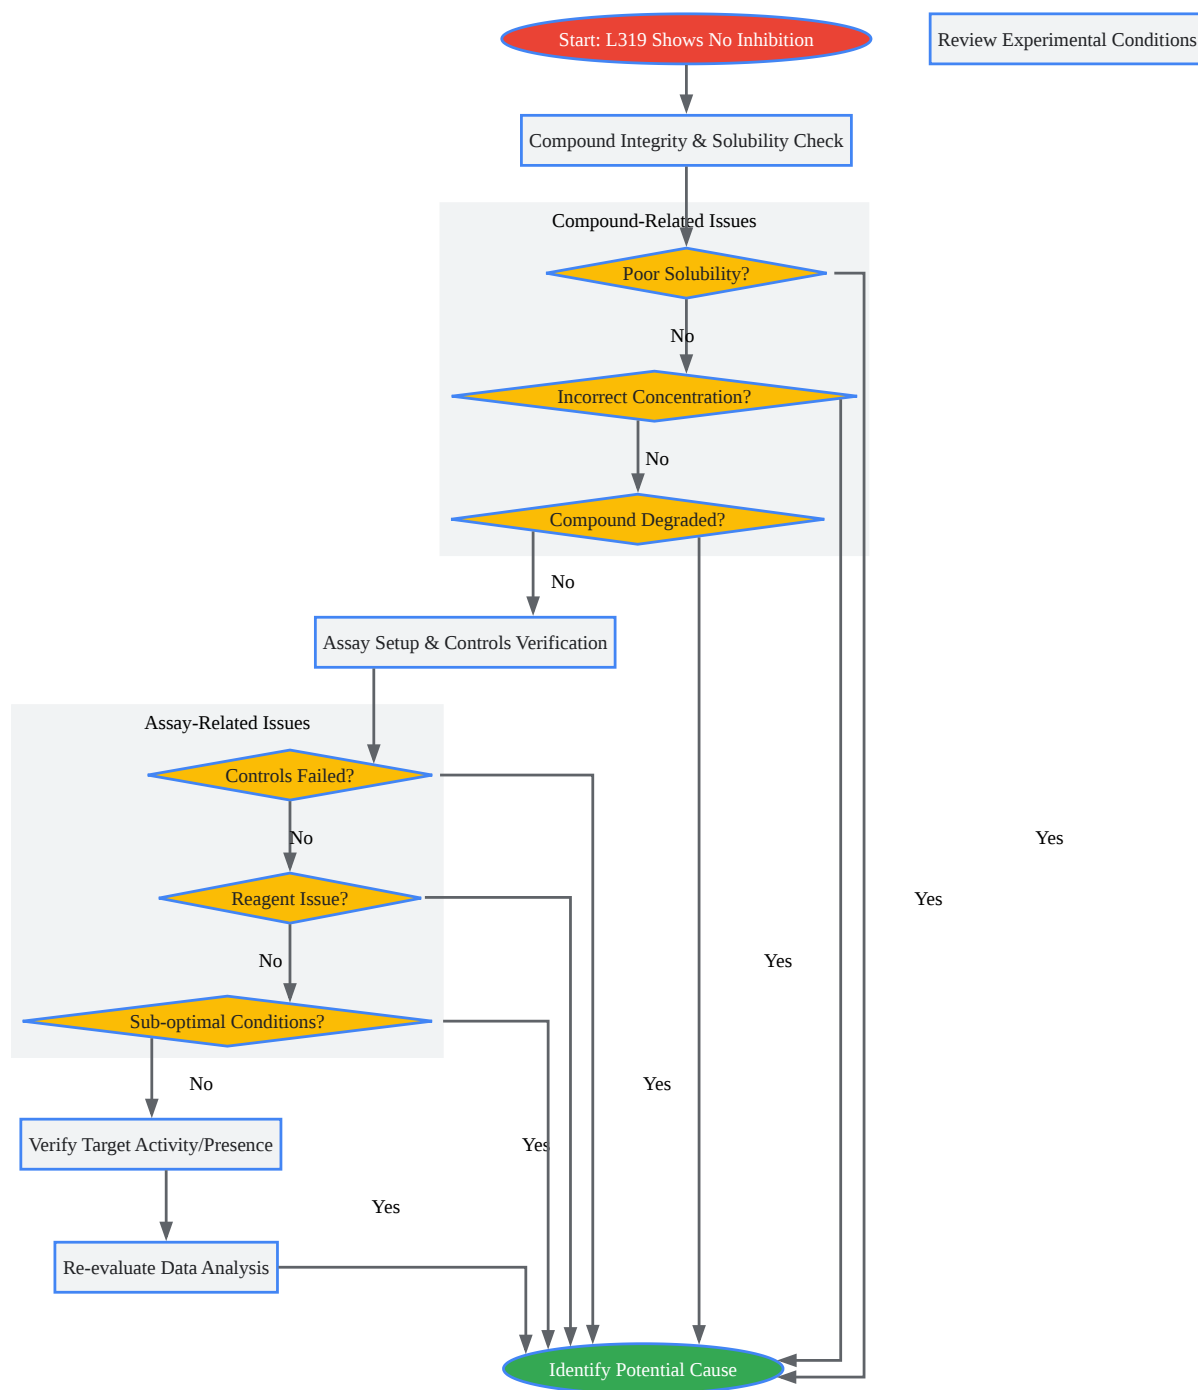 Start: L319 Shows No Inhibition
Review Experimental Conditions
Compound Integrity & Solubility Check
Compound-Related Issues
Poor Solubility?
No
Incorrect Concentration?
No
Compound Degraded?
No
Assay Setup & Controls Verification
Assay-Related Issues
Controls Failed?
No
Yes
Reagent Issue?
Yes
No
Yes
Sub-optimal Conditions?
No
Yes
Verify Target Activity/Presence
Yes
Yes
Re-evaluate Data Analysis
Identify Potential Cause